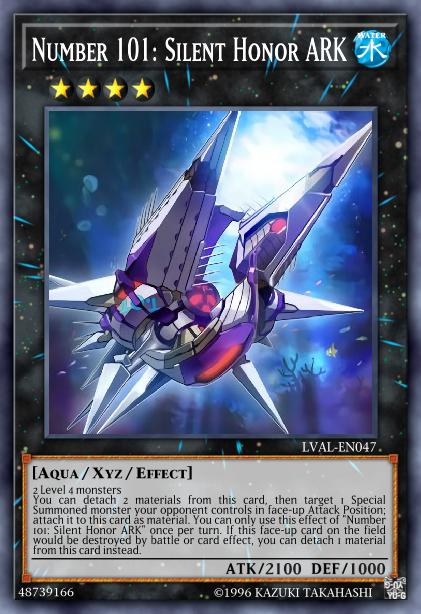 Number 101: Silent Honor ARK
WATER
水
LVAL-EN047
[Aqua / Xyz / Effect]
2 Level 4 monsters
You can detach 2 materials from this card, then target 1 Special
Summoned monster your opponent controls in face-up Attack Position;
attach it to this card as material. You can only use this effect of "Number
101: Silent Honor ARK" once per turn. If this face-up card on the field
would be destroyed by battle or card effect, you can detach 1 material
from this card instead.
ATK/2100 DEF/1000
48739166
©1996 KAZUKI TAKAHASHI